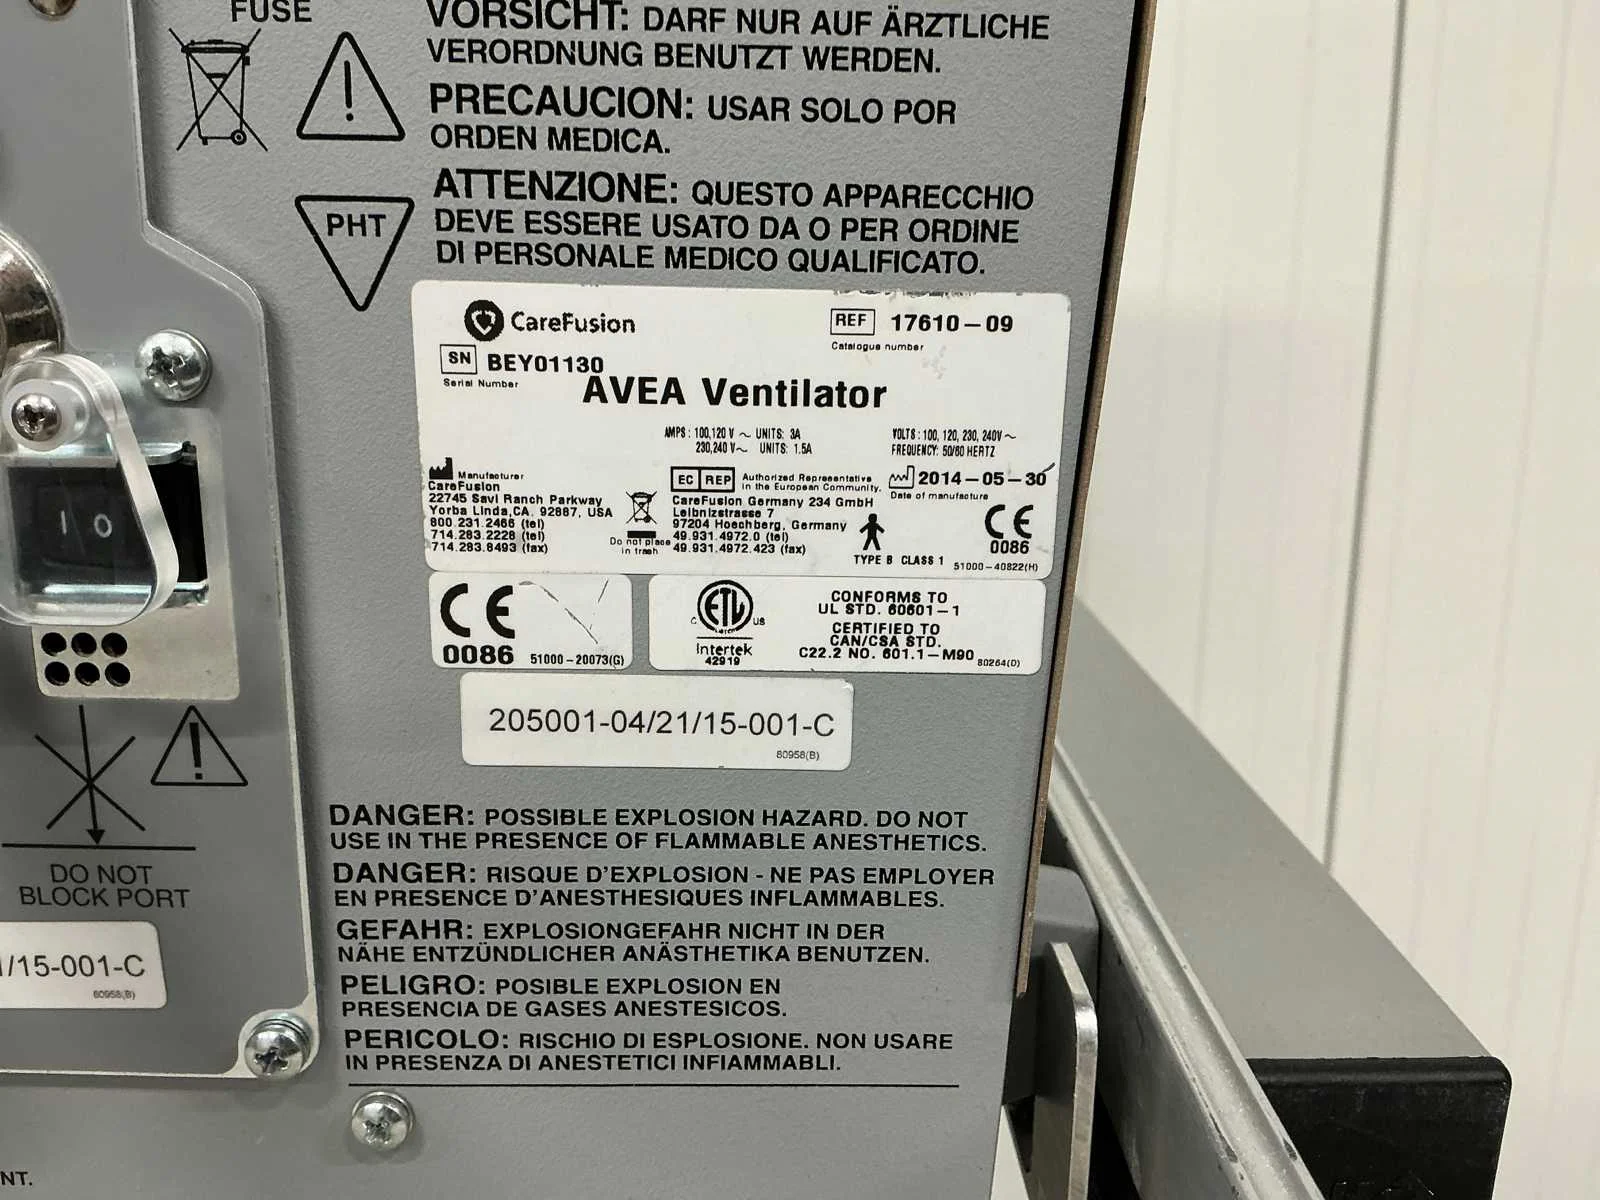 FUSE
VORSICHT: DARF NUR AUF ÄRZTLICHE
VERORDNUNG BENUTZT WERDEN.
PRECAUCION: USAR SOLO POR
ORDEN MEDICA.
ATTENZIONE: QUESTO APPARECCHIO
DEVE ESSERE USATO DA O PER ORDINE
DI PERSONALE MEDICO QUALIFICATO.
PHT
CareFusion
REF 17610-09
Catalogue number
SN BEY01130
Serial Number
AVEA Ventilator
AMPS: 100,120 V ~ UNITS: 3A
230,240 V~ UNITS: 1.5A
VOLTS: 100, 120, 230, 240V ~
FREQUENCY: 50/60 HERTZ
Manufacturer
CareFusion
22745 Savi Ranch Parkway
Yorba Linda,CA. 92887, USA
800.231.2466 (tel)
714.283.2228 (tel)
714.283.8493 (fax)
Do not place
in trash
EC REP Authorized Representative
in the European Community.
CareFusion Germany 234 GmbH
Leibnizstrasse 7
97204 Hoechberg, Germany
49.931.4972.0 (tel)
49.931.4972.423 (fax)
2014-05-30
Date of manufacture
TYPE B CLASS 1
CE
0086
51000-40822(H)
CE
0086
51000-20073(G)
C ETL US
Intertek
42919
CONFORMS TO
UL STD. 60601-1
CERTIFIED TO
CAN/CSA STD.
C22.2 NO. 601.1-M90
80264(D)
205001-04/21/15-001-C
80958(B)
I O
DO NOT
BLOCK PORT
/15-001-C
80958(B)
DANGER: POSSIBLE EXPLOSION HAZARD. DO NOT
USE IN THE PRESENCE OF FLAMMABLE ANESTHETICS.
DANGER: RISQUE D'EXPLOSION - NE PAS EMPLOYER
EN PRESENCE D'ANESTHESIQUES INFLAMMABLES.
GEFAHR: EXPLOSIONGEFAHR NICHT IN DER
NÄHE ENTZÜNDLICHER ANÄSTHETIKA BENUTZEN.
PELIGRO: POSIBLE EXPLOSION EN
PRESENCIA DE GASES ANESTESICOS.
PERICOLO: RISCHIO DI ESPLOSIONE. NON USARE
IN PRESENZA DI ANESTETICI INFIAMMABLI.
NT.